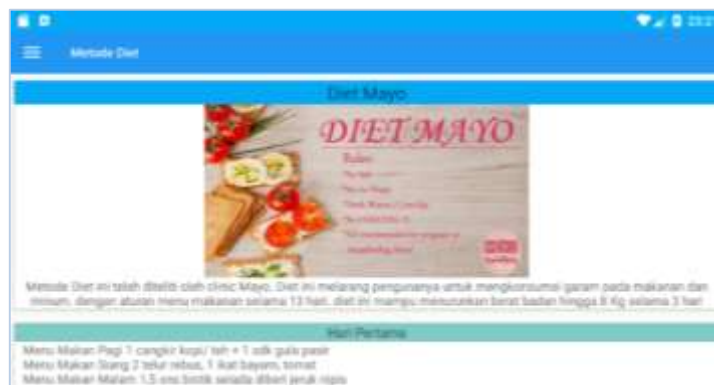 Metode Diet
Diet Mayo
DIET MAYO
Rules:
Metode Diet ini telah diteliti oleh clinic Mayo. Diet ini melarang pengunanya untuk mengkonsumsi garam pada makanan dan
minum, dengan aturan menu makanan selama 13 hari, diet ini mampu menurunkan berat badan hingga 8 Kg selama 3 hari
Hari Pertama
Menu Makan Pagi 1 cangkir kopi/ teh + 1 sdk gula pasir
Menu Makan Siang 2 telur rebus, 1 ikat bayam, tomat
Menu Makan Malam 1,5 ons bistik selada diberi jeruk nipis